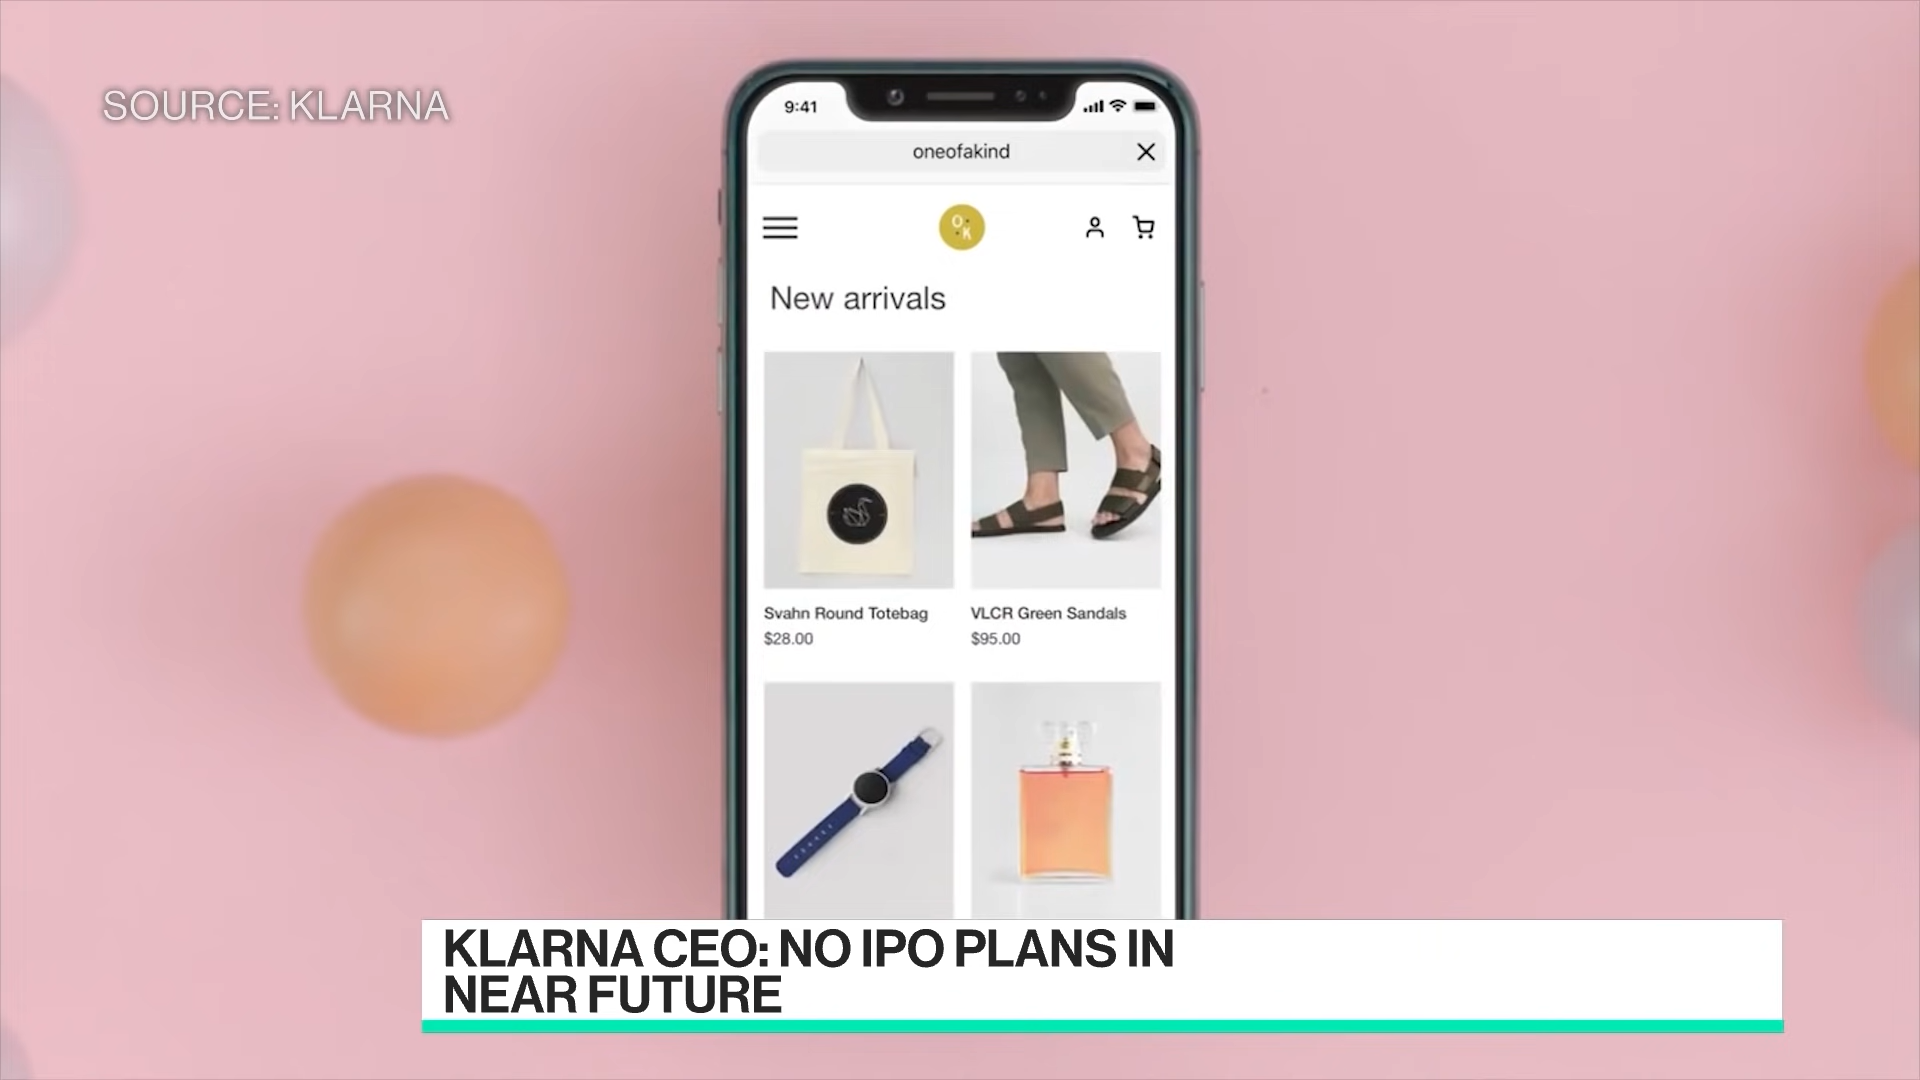 SOURCE: KLARNA
9:41
oneofakind
O
K
New arrivals
Svahn Round Totebag
$28.00
VLCR Green Sandals
$95.00
KLARNA CEO: NO IPO PLANS IN
NEAR FUTURE